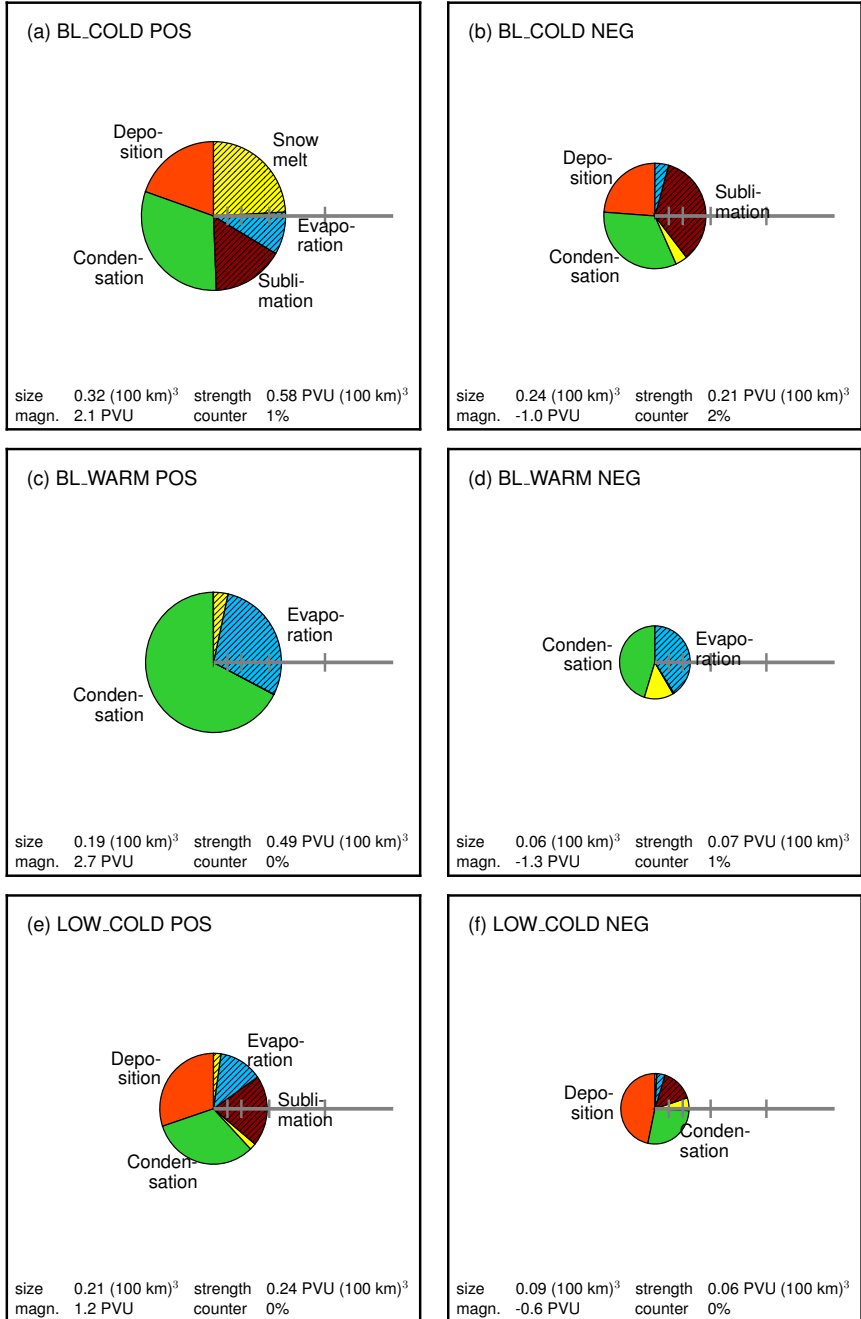 (a) BL_COLD POS
Depo-
sition
Snow
melt
Evapo-
ration
Conden-
sation
Subli-
mation
size 0.32 (100 km)³ strength 0.58 PVU (100 km)³
magn. 2.1 PVU counter 1%
(b) BL_COLD NEG
Depo-
sition
Subli-
mation
Conden-
sation
size 0.24 (100 km)³ strength 0.21 PVU (100 km)³
magn. -1.0 PVU counter 2%
(c) BL_WARM POS
Evapo-
ration
Conden-
sation
size 0.19 (100 km)³ strength 0.49 PVU (100 km)³
magn. 2.7 PVU counter 0%
(d) BL_WARM NEG
Conden-
sation
Evapo-
ration
size 0.06 (100 km)³ strength 0.07 PVU (100 km)³
magn. -1.3 PVU counter 1%
(e) LOW_COLD POS
Evapo-
ration
Depo-
sition
Subli-
mation
Conden-
sation
size 0.21 (100 km)³ strength 0.24 PVU (100 km)³
magn. 1.2 PVU counter 0%
(f) LOW_COLD NEG
Depo-
sition
Conden-
sation
size 0.09 (100 km)³ strength 0.06 PVU (100 km)³
magn. -0.6 PVU counter 0%